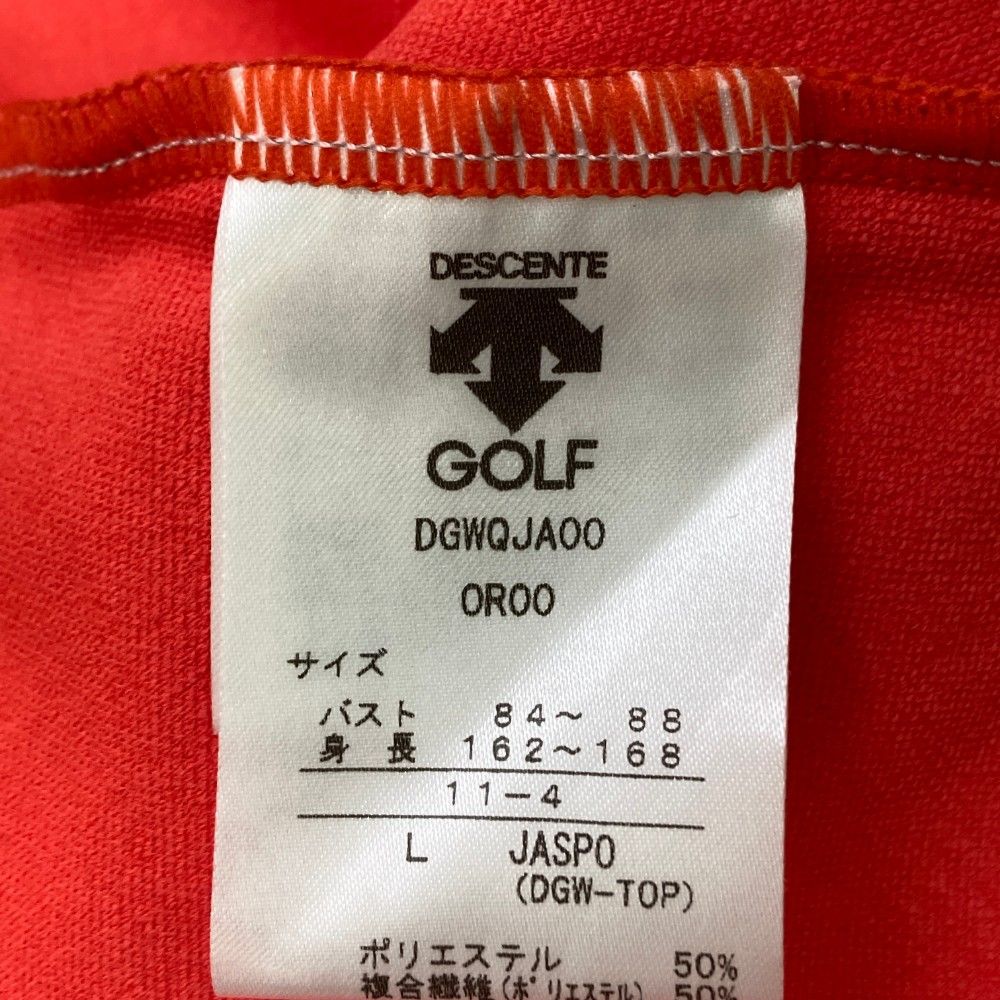 DESCENTE
GOLF
DGWQJA00
OR00
サイズ
バスト 84～ 88
身長 162～168
11-4
L JASPO
(DGW-TOP)
ポリエステル 50%
複合繊維(ポリエステル) 50%